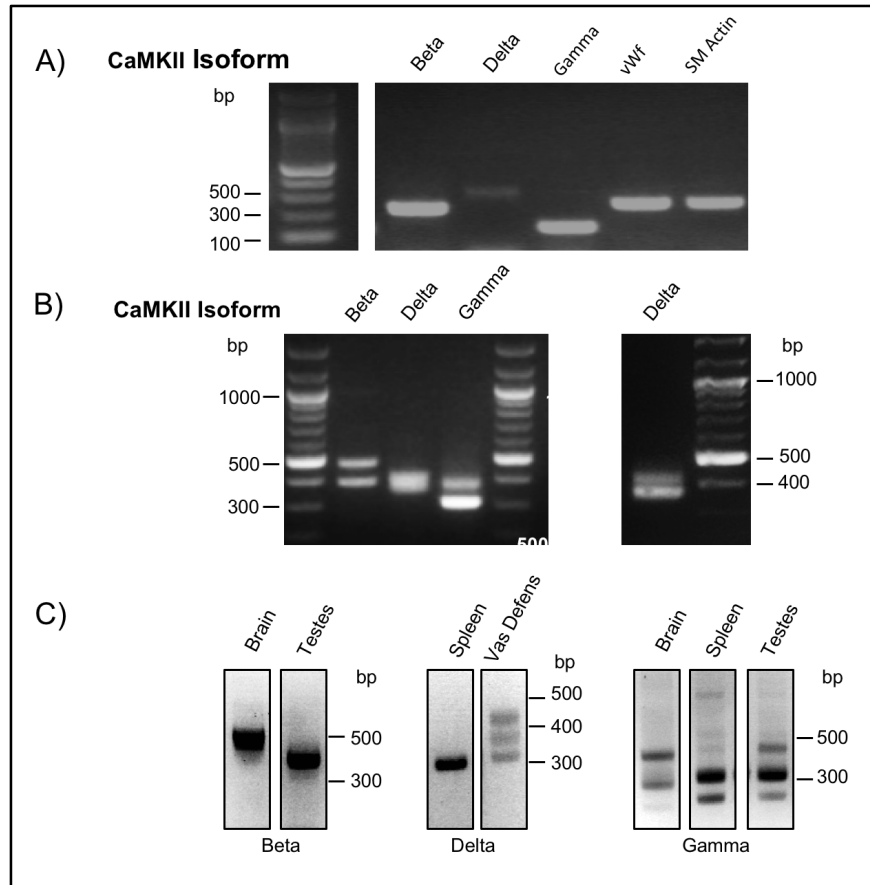 A)
CaMKII Isoform
Beta Delta Gamma vWf SM Actin
bp
500
300
100
B)
CaMKII Isoform
Beta Delta Gamma
bp
1000
500
300
500
Delta
bp
1000
500
400
C)
Brain Testes
bp
500
300
Beta
Spleen Vas Defens
bp
500
400
300
Delta
Brain Spleen Testes
bp
500
300
Gamma